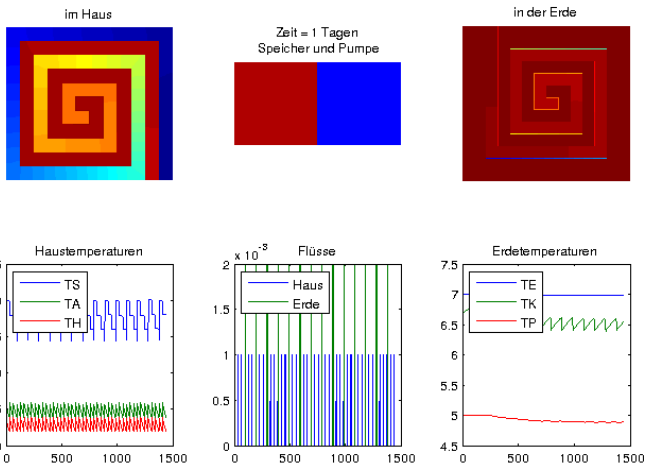 im Haus
Zeit = 1 Tagen
Speicher und Pumpe
in der Erde
Haustemperaturen
TS
TA
TH
0 500 1000 1500
Flüsse
x 10⁻³
2
1.5
1
0.5
0
Haus
Erde
0 500 1000 1500
Erdetemperaturen
7.5
7
6.5
6
5.5
5
4.5
TE
TK
TP
0 500 1000 1500